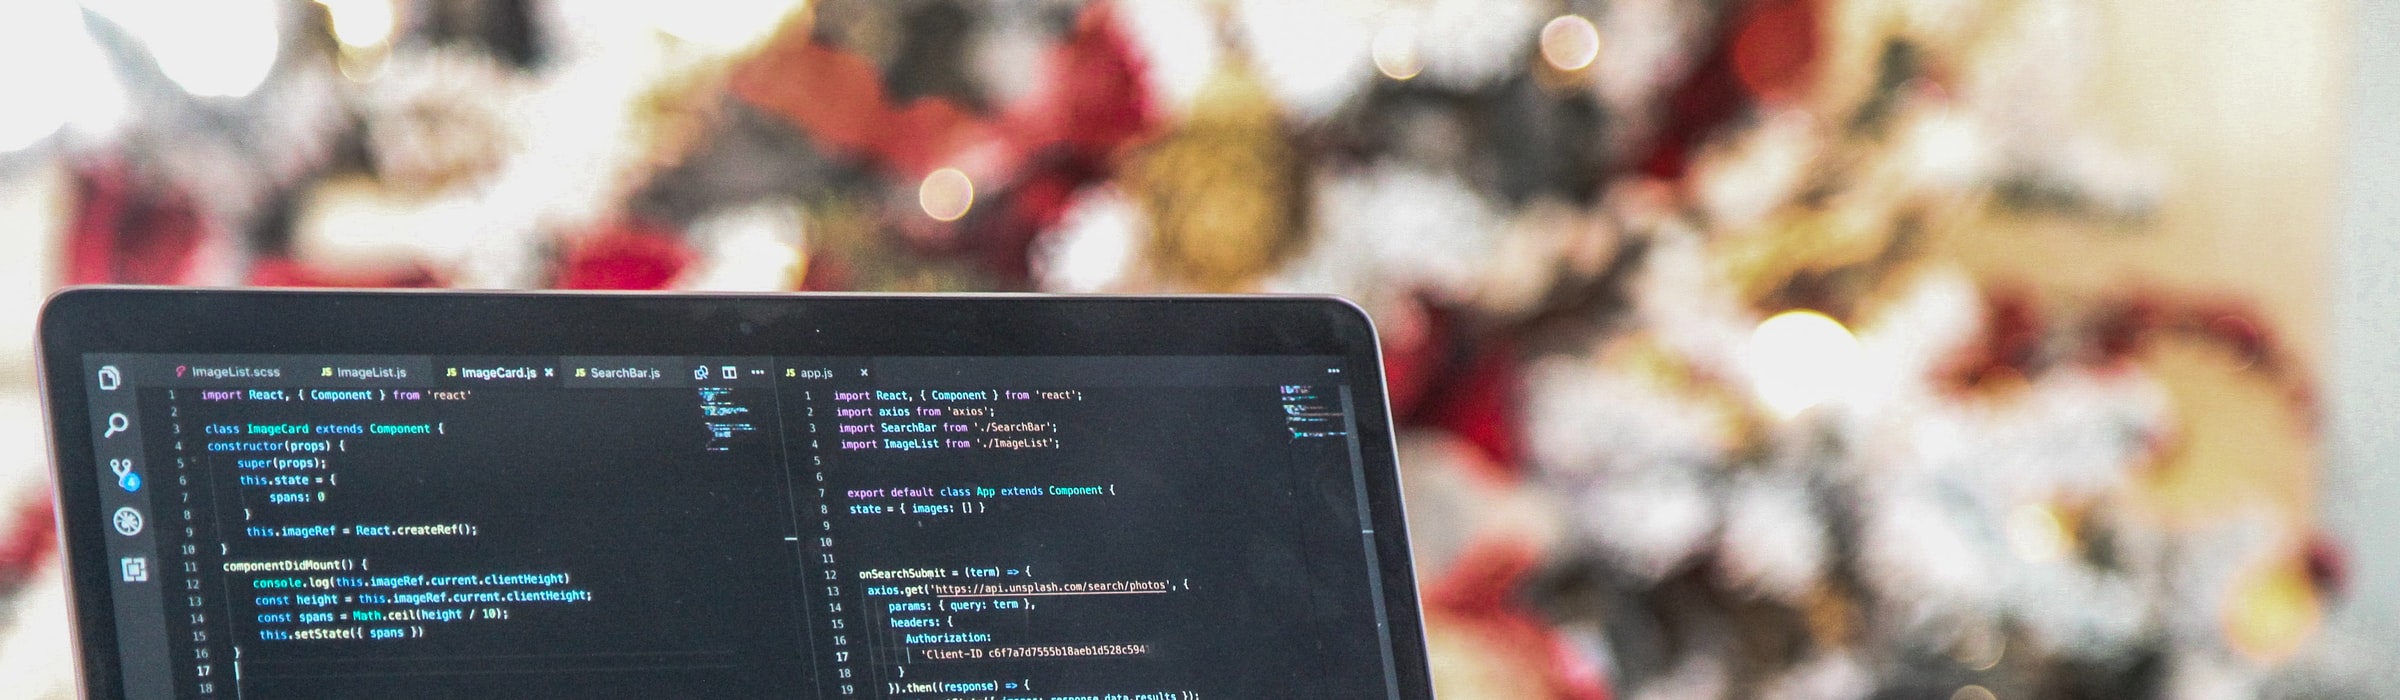 ImageList.scss JS ImageList.js JS ImageCard.js × JS SearchBar.js
1 import React, { Component } from 'react'
2
3 class ImageCard extends Component {
4 constructor(props) {
5 super(props);
6 this.state = {
7 spans: 0
8 }
9 this.imageRef = React.createRef();
10 }
11 componentDidMount() {
12 console.log(this.imageRef.current.clientHeight)
13 const height = this.imageRef.current.clientHeight;
14 const spans = Math.ceil(height / 10);
15 this.setState({ spans })
16 }
17
18
4
JS app.js ×
1 import React, { Component } from 'react';
2 import axios from 'axios';
3 import SearchBar from './SearchBar';
4 import ImageList from './ImageList';
5
6
7 export default class App extends Component {
8 state = { images: [] }
9
10
11
12 onSearchSubmit = (term) => {
13 axios.get('https://api.unsplash.com/search/photos', {
14 params: { query: term },
15 headers: {
16 Authorization:
17 'Client-ID c6f7a7d7555b18aeb1d528c594'
18 }
19 }).then((response) => {
images: response.data.results });